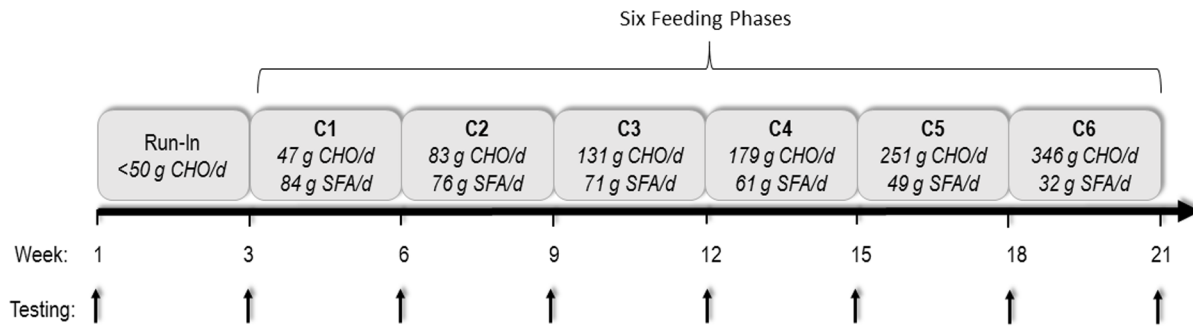 Six Feeding Phases
Run-In
<50 g CHO/d
C1
47 g CHO/d
84 g SFA/d
C2
83 g CHO/d
76 g SFA/d
C3
131 g CHO/d
71 g SFA/d
C4
179 g CHO/d
61 g SFA/d
C5
251 g CHO/d
49 g SFA/d
C6
346 g CHO/d
32 g SFA/d
Week: 1 3 6 9 12 15 18 21
Testing: